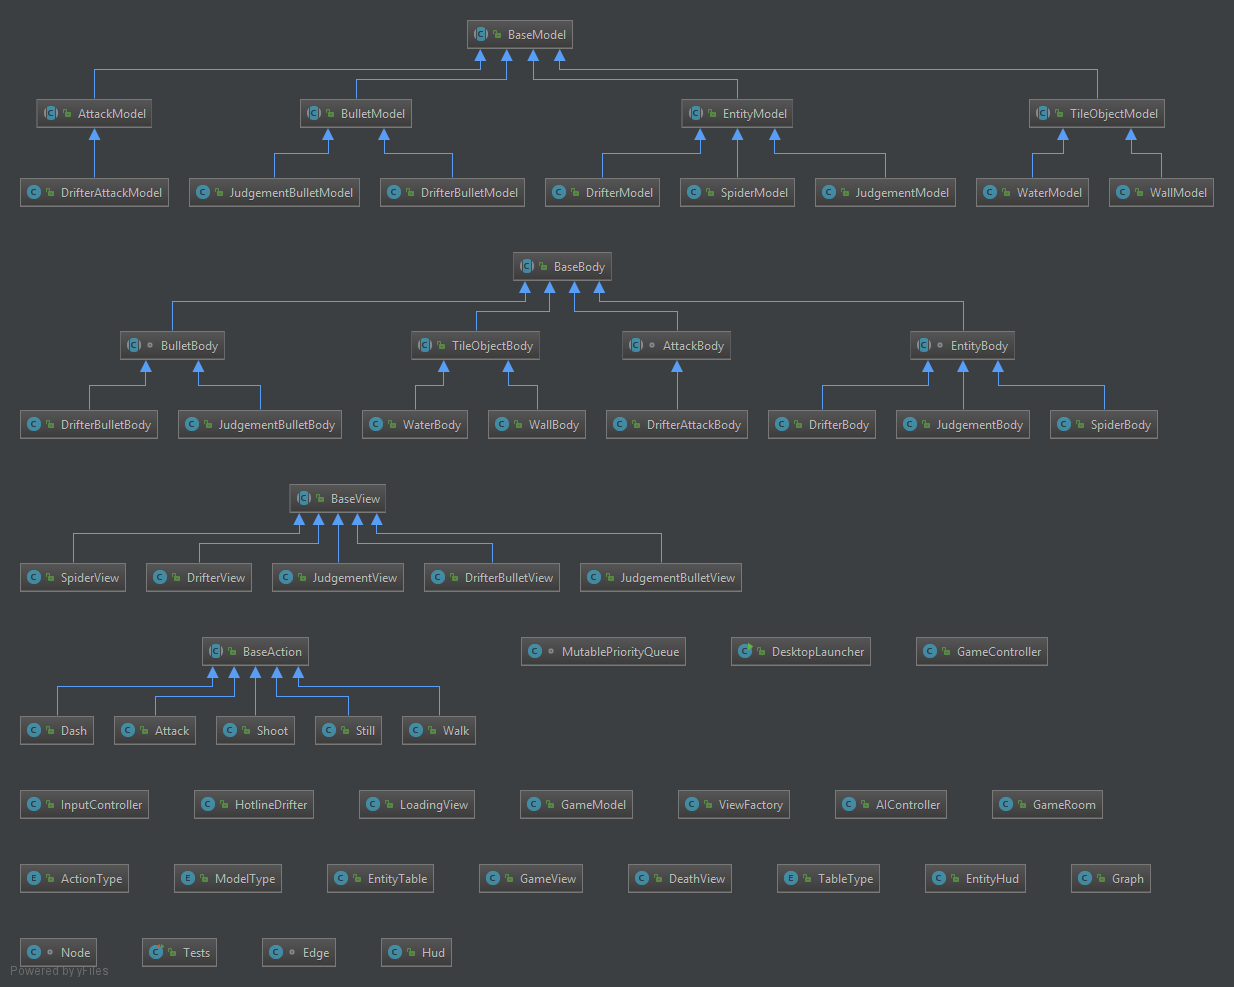 BaseModel
AttackModel BulletModel EntityModel TileObjectModel
DrifterAttackModel JudgementBulletModel DrifterBulletModel DrifterModel SpiderModel JudgementModel WaterModel WallModel
BaseBody
BulletBody TileObjectBody AttackBody EntityBody
DrifterBulletBody JudgementBulletBody WaterBody WallBody DrifterAttackBody DrifterBody JudgementBody SpiderBody
BaseView
SpiderView DrifterView JudgementView DrifterBulletView JudgementBulletView
BaseAction MutablePriorityQueue DesktopLauncher GameController
Dash Attack Shoot Still Walk
InputController HotlineDrifter LoadingView GameModel ViewFactory AIController GameRoom
ActionType ModelType EntityTable GameView DeathView TableType EntityHud Graph
Node Tests Edge Hud
Powered by yFiles